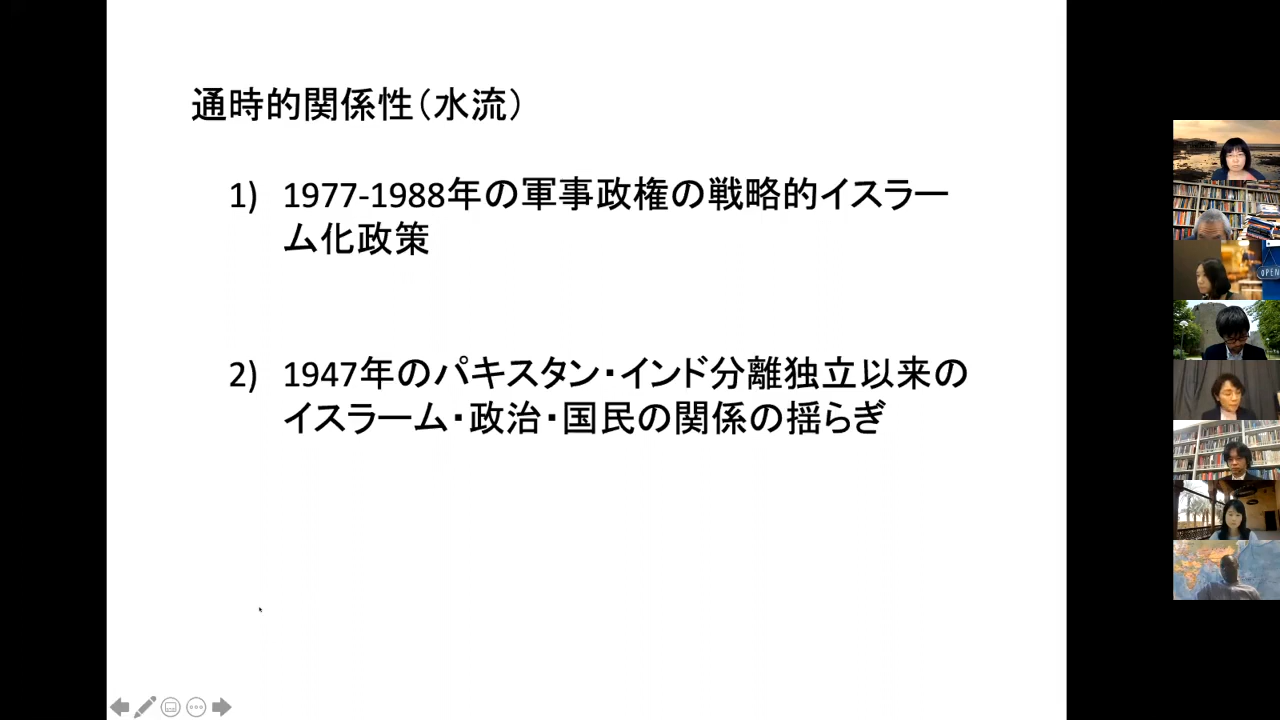 通時的関係性（水流）
1) 1977-1988年の軍事政権の戦略的イスラー
ム化政策
2) 1947年のパキスタン・インド分離独立以来の
イスラーム・政治・国民の関係の揺らぎ
OPEN